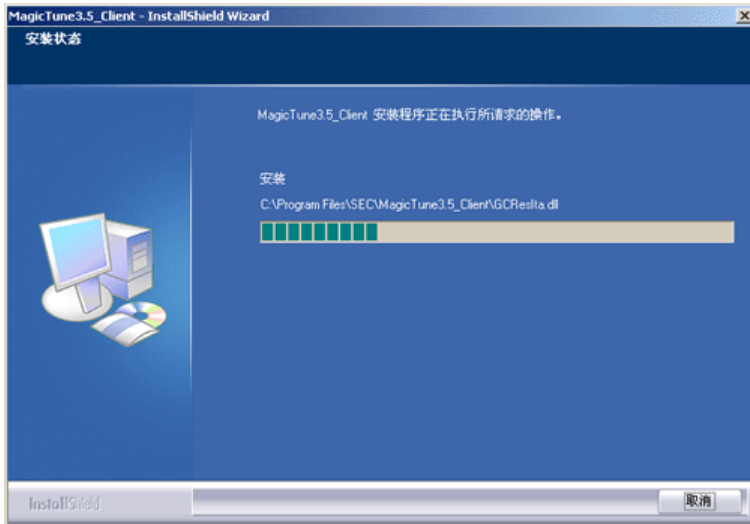 MagicTune3.5_Client - InstallShield Wizard
安装状态
MagicTune3.5_Client 安装程序正在执行所请求的操作。
安装
C:\Program Files\SEC\MagicTune3.5_Client\GCResIta.dll
InstallShield
取消